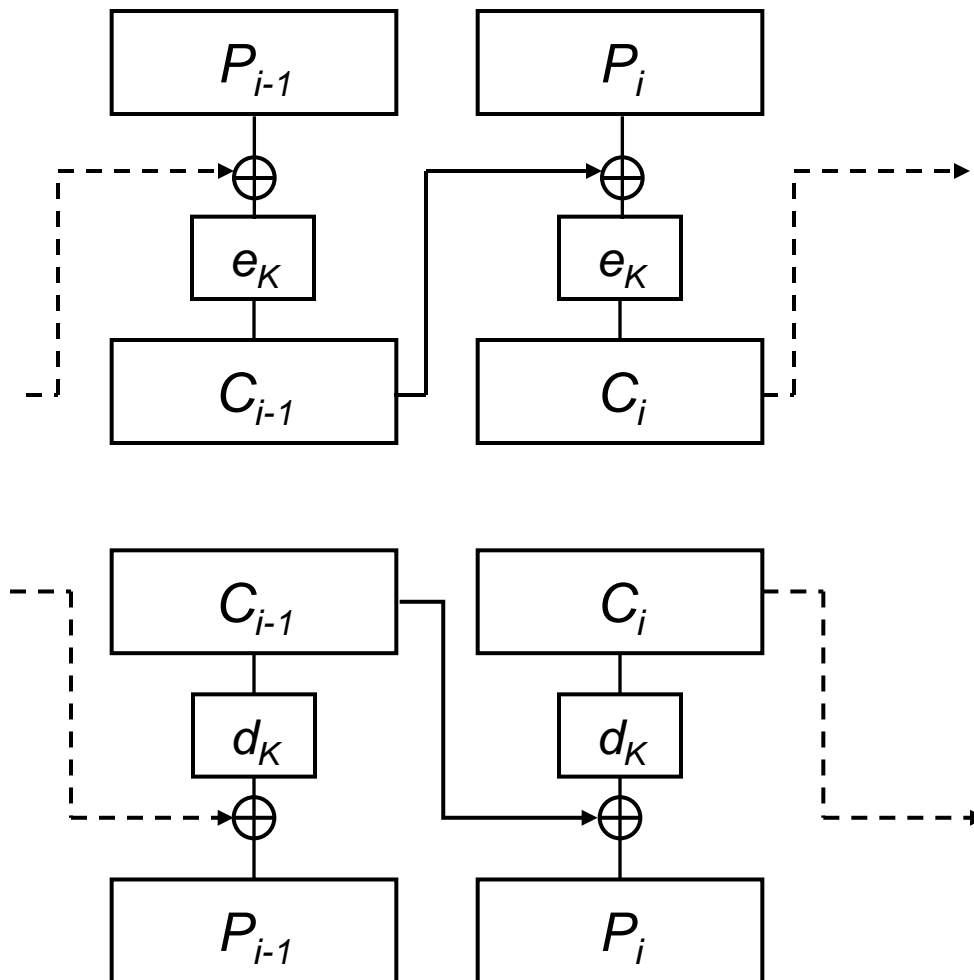 P_{i-1} P_i
e_K e_K
C_{i-1} C_i
C_{i-1} C_i
d_K d_K
P_{i-1} P_i